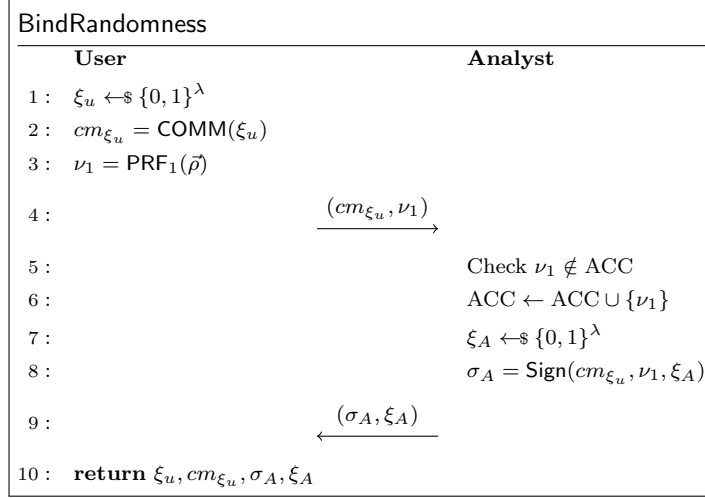 BindRandomness
User Analyst
1 : ξ_u ←$ {0, 1}^λ
2 : cm_{ξ_u} = COMM(ξ_u)
3 : ν_1 = PRF_1(ρ⃗)
4 : (cm_{ξ_u}, ν_1)
5 : Check ν_1 ∉ ACC
6 : ACC ← ACC ∪ {ν_1}
7 : ξ_A ←$ {0, 1}^λ
8 : σ_A = Sign(cm_{ξ_u}, ν_1, ξ_A)
9 : (σ_A, ξ_A)
10 : return ξ_u, cm_{ξ_u}, σ_A, ξ_A